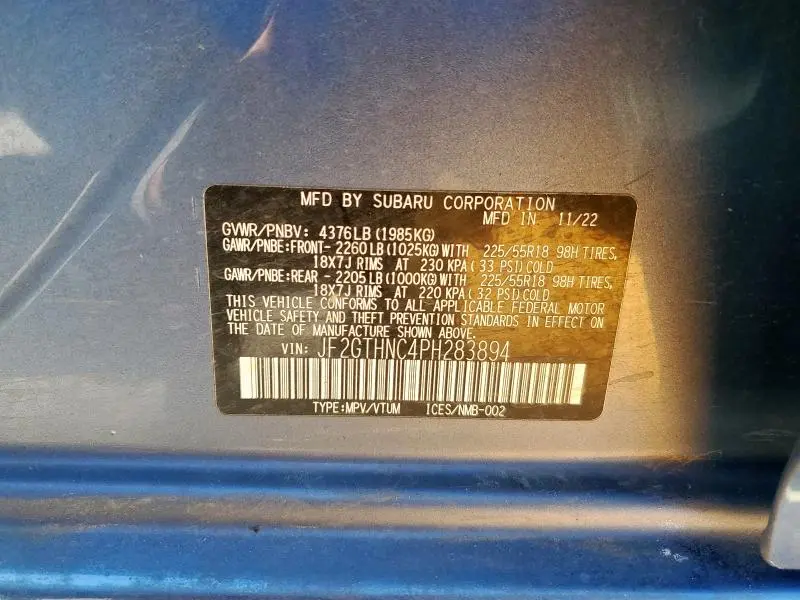 MFD BY SUBARU CORPORATION
MFD IN 11/22
GVWR/PNBV: 4376LB (1985KG)
GAWR/PNBE:FRONT- 2260LB (1025KG) WITH 225/55R18 98H TIRES,
18X7J RIMS AT 230 KPA (33 PSI) COLD
GAWR/PNBE:REAR - 2205LB (1000KG) WITH 225/55R18 98H TIRES,
18X7J RIMS AT 220 KPA (32 PSI) COLD
THIS VEHICLE CONFORMS TO ALL APPLICABLE FEDERAL MOTOR
VEHICLE SAFETY AND THEFT PREVENTION STANDARDS IN EFFECT ON
THE DATE OF MANUFACTURE SHOWN ABOVE.
VIN: JF2GTHNC4PH283894
TYPE:MPV/VTUM ICES/NMB-002